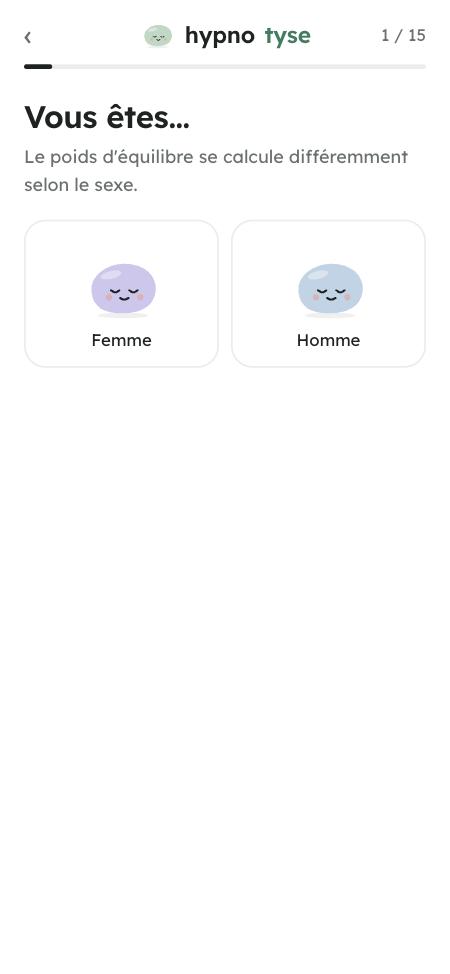 ‹
hypno tyse
1 / 15
Vous êtes...
Le poids d'équilibre se calcule différemment
selon le sexe.
Femme
Homme